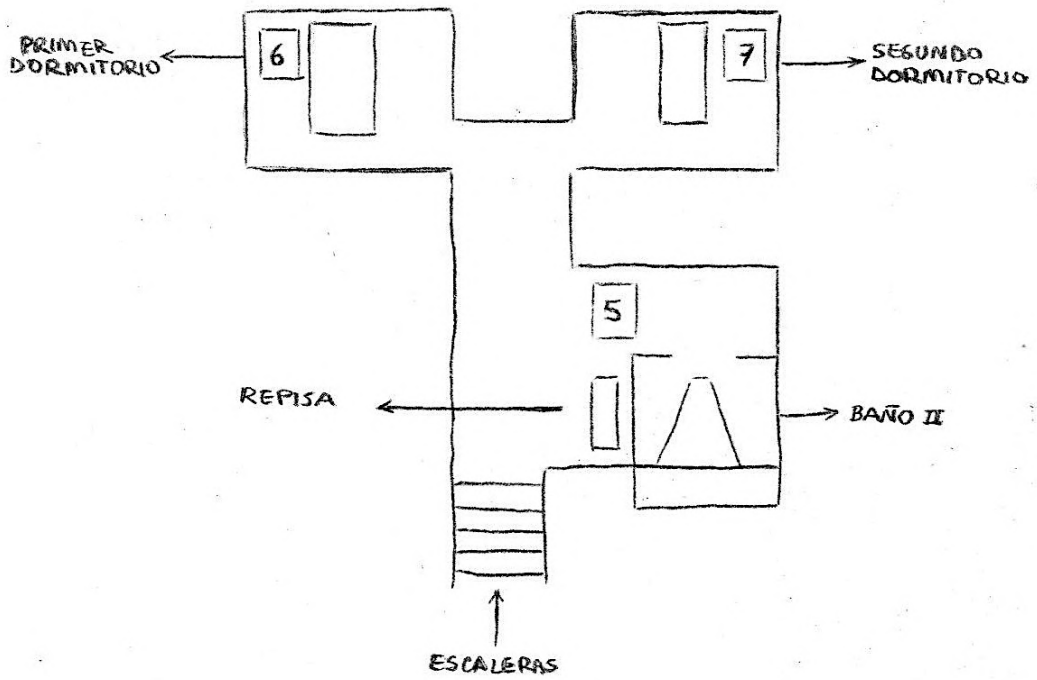 PRIMER
DORMITORIO
6
7
SEGUNDO
DORMITORIO
5
REPISA
BAÑO II
ESCALERAS